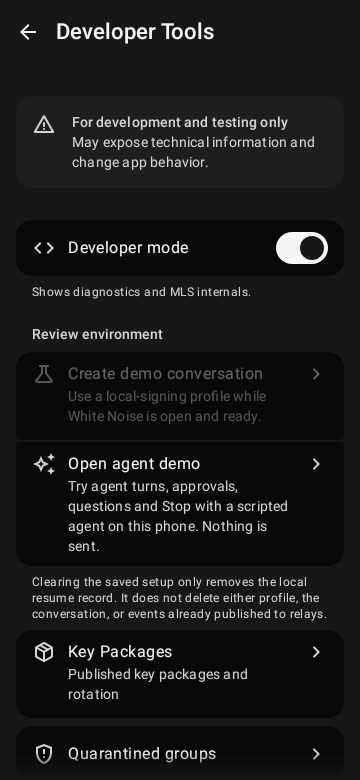 Developer Tools
For development and testing only
May expose technical information and
change app behavior.
Developer mode
Shows diagnostics and MLS internals.
Review environment
Create demo conversation
Use a local-signing profile while
White Noise is open and ready.
Open agent demo
Try agent turns, approvals,
questions and Stop with a scripted
agent on this phone. Nothing is
sent.
Clearing the saved setup only removes the local
resume record. It does not delete either profile, the
conversation, or events already published to relays.
Key Packages
Published key packages and
rotation
Quarantined groups